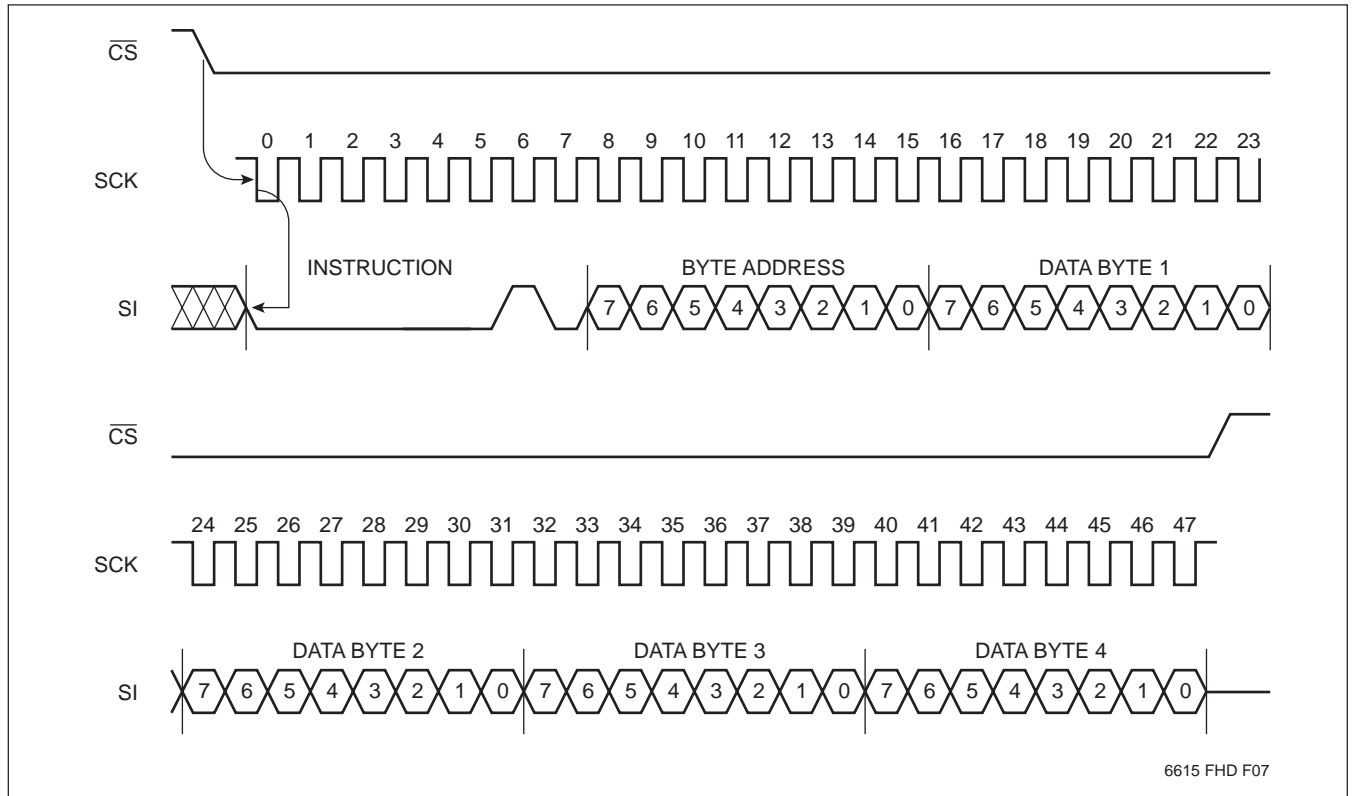 CS
0 1 2 3 4 5 6 7 8 9 10 11 12 13 14 15 16 17 18 19 20 21 22 23
SCK
INSTRUCTION BYTE ADDRESS DATA BYTE 1
SI 7 6 5 4 3 2 1 0 7 6 5 4 3 2 1 0
CS
24 25 26 27 28 29 30 31 32 33 34 35 36 37 38 39 40 41 42 43 44 45 46 47
SCK
DATA BYTE 2 DATA BYTE 3 DATA BYTE 4
SI 7 6 5 4 3 2 1 0 7 6 5 4 3 2 1 0 7 6 5 4 3 2 1 0
6615 FHD F07